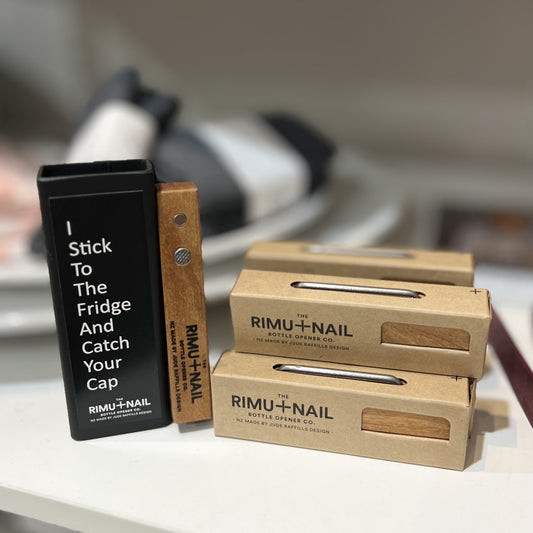 I
Stick
To
The
Fridge
And
Catch
Your
Cap
THE
RIMU+NAIL
BOTTLE OPENER CO.
- NZ MADE BY JUDE RAFFILLS DESIGN -
THE
RIMU+NAIL
BOTTLE OPENER CO.
NZ MADE BY JUDE RAFFILLS DESIGN
THE
RIMU+NAIL
BOTTLE OPENER CO.
NZ MADE BY JUDE RAFFILLS DESIGN
THE
RIMU+NAIL
BOTTLE OPENER CO.
- NZ MADE BY JUDE RAFFILLS DESIGN -